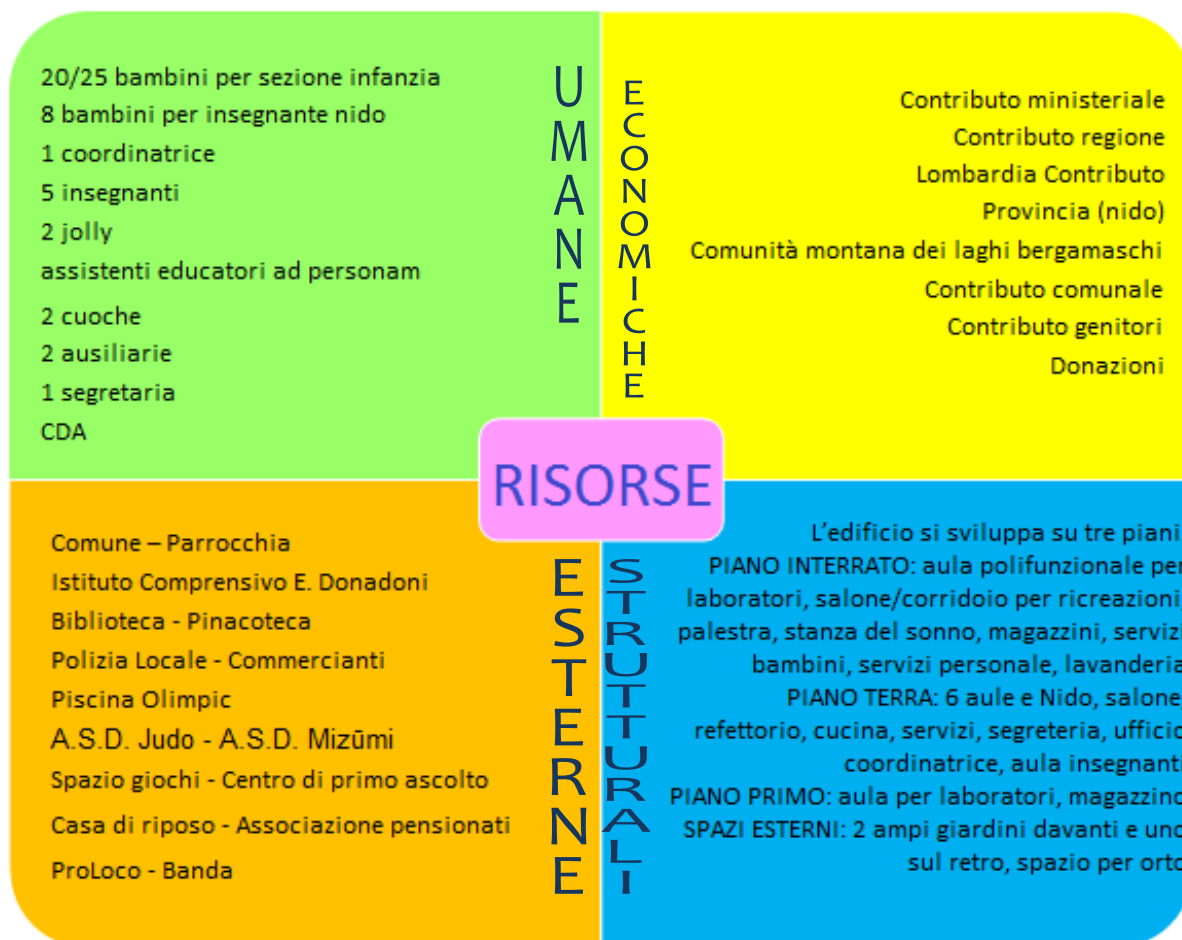 20/25 bambini per sezione infanzia
8 bambini per insegnante nido
1 coordinatrice
5 insegnanti
2 jolly
assistenti educatori ad personam
2 cuoche
2 ausiliarie
1 segretaria
CDA
UMANE
ECONOMICHE
Contributo ministeriale
Contributo regione
Lombardia Contributo
Provincia (nido)
Comunità montana dei laghi bergamaschi
Contributo comunale
Contributo genitori
Donazioni
RISORSE
Comune – Parrocchia
Istituto Comprensivo E. Donadoni
Biblioteca - Pinacoteca
Polizia Locale - Commercianti
Piscina Olimpic
A.S.D. Judo - A.S.D. Mizūmi
Spazio giochi - Centro di primo ascolto
Casa di riposo - Associazione pensionati
ProLoco - Banda
ESTERNE
STRUTTURALI
L'edificio si sviluppa su tre piani
PIANO INTERRATO: aula polifunzionale per
laboratori, salone/corridoio per ricreazioni,
palestra, stanza del sonno, magazzini, servizi
bambini, servizi personale, lavanderia
PIANO TERRA: 6 aule e Nido, salone,
refettorio, cucina, servizi, segreteria, ufficio
coordinatrice, aula insegnanti
PIANO PRIMO: aula per laboratori, magazzino
SPAZI ESTERNI: 2 ampi giardini davanti e uno
sul retro, spazio per orto